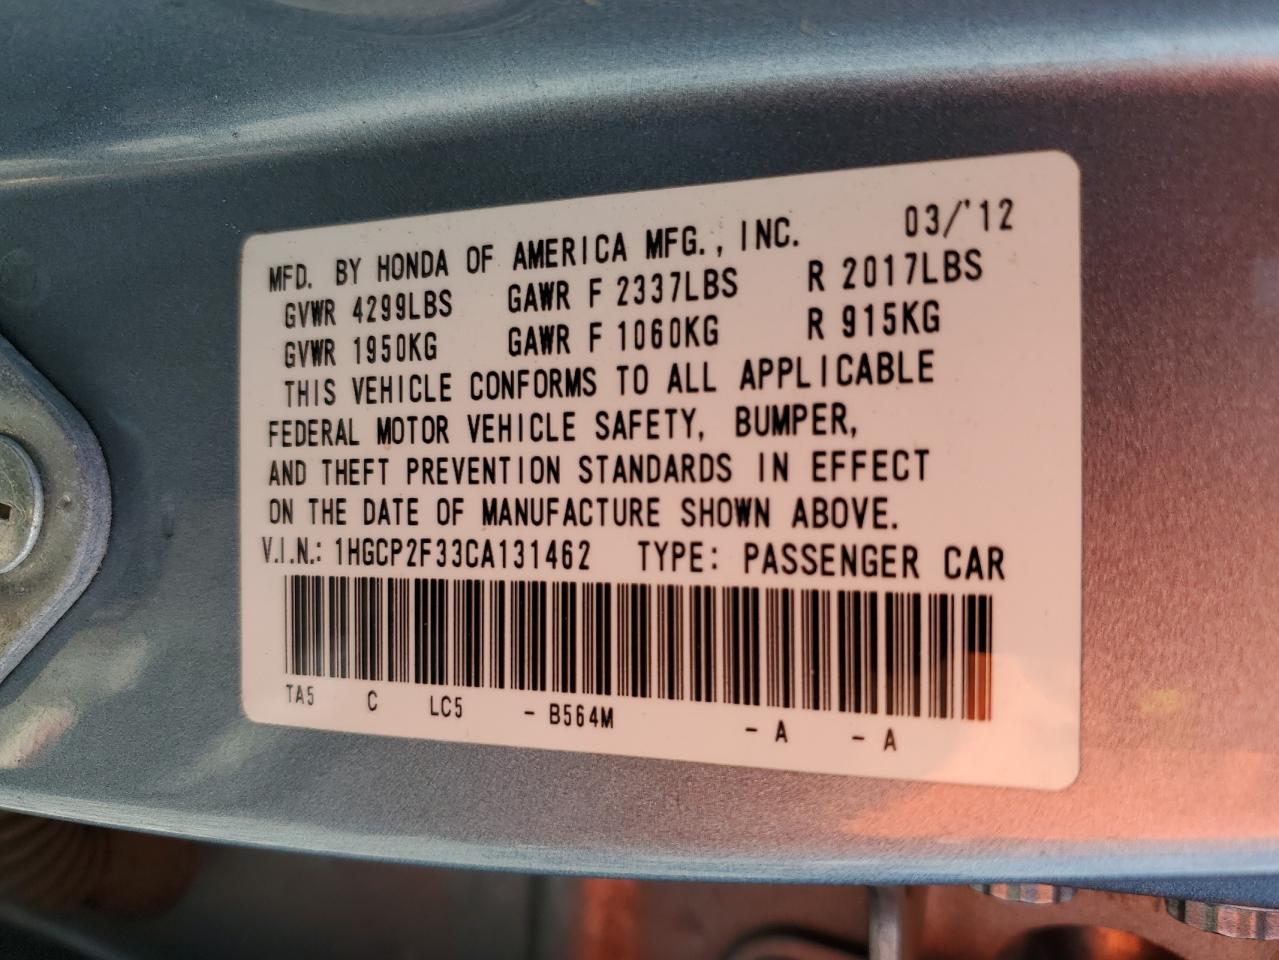 MFD. BY HONDA OF AMERICA MFG., INC. 03/'12
GVWR 4299LBS GAWR F 2337LBS R 2017LBS
GVWR 1950KG GAWR F 1060KG R 915KG
THIS VEHICLE CONFORMS TO ALL APPLICABLE
FEDERAL MOTOR VEHICLE SAFETY, BUMPER,
AND THEFT PREVENTION STANDARDS IN EFFECT
ON THE DATE OF MANUFACTURE SHOWN ABOVE.
V.I.N.: 1HGCP2F33CA131462 TYPE: PASSENGER CAR
TA5 C LC5 - B564M - A - A